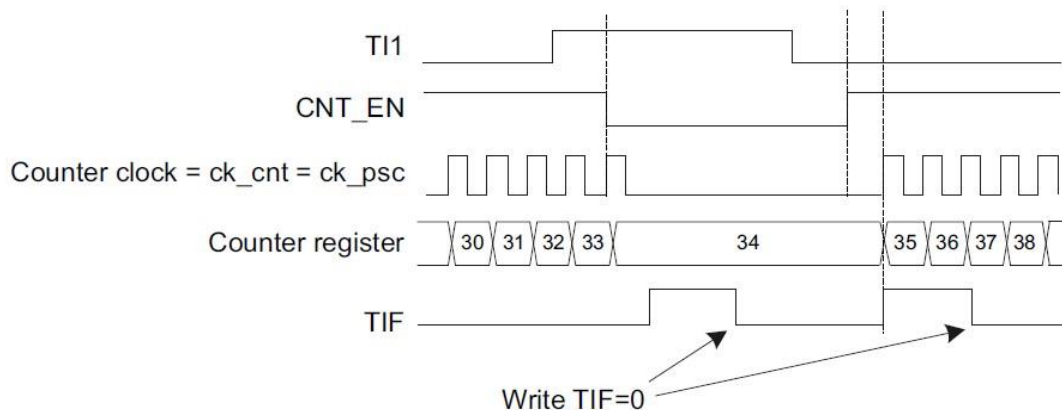 TI1
CNT_EN
Counter clock = ck_cnt = ck_psc
Counter register 30 31 32 33 34 35 36 37 38
TIF
Write TIF=0